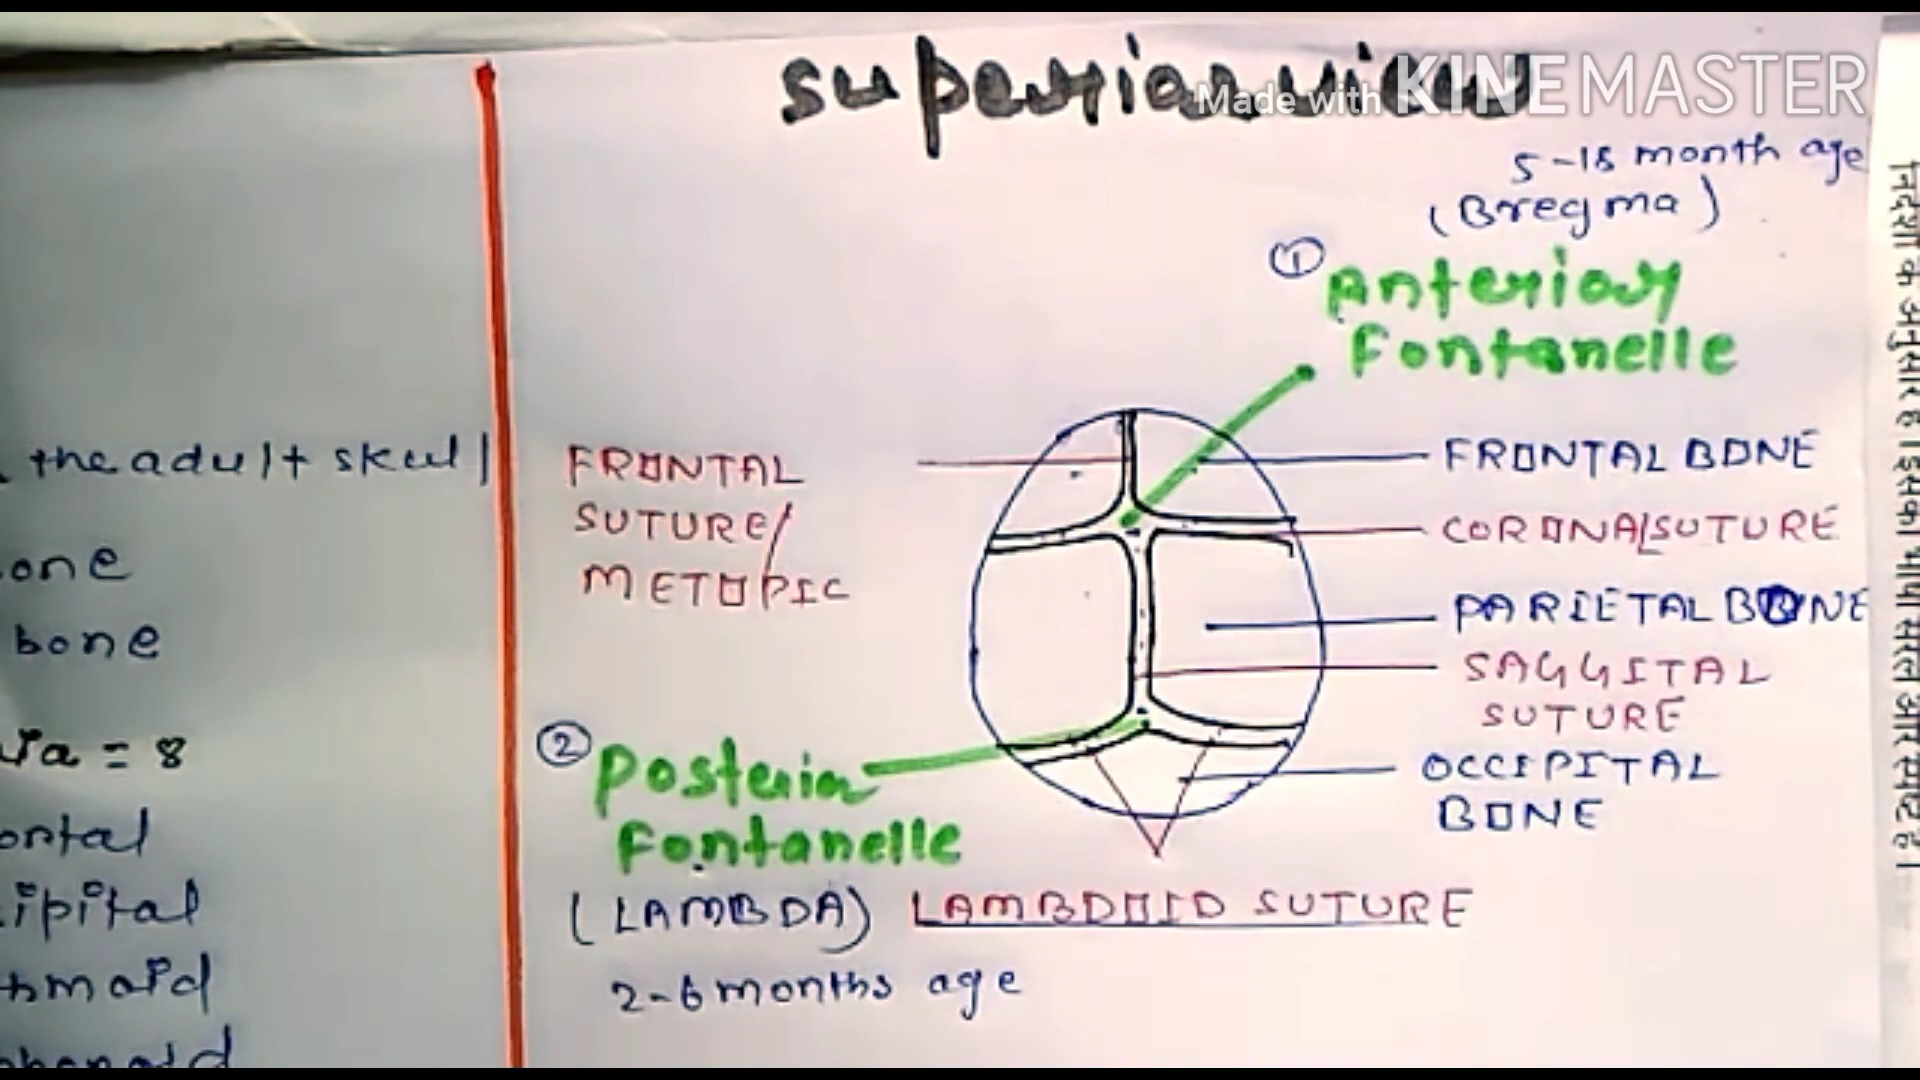 superior view
Made with KINEMASTER
5-18 month age
(Bregma)
① Anterior
Fontanelle
FRONTAL
SUTURE/
METOPIC
FRONTAL BONE
CORONAL SUTURE
PARIETAL BONE
SAGGITAL
SUTURE
OCCIPITAL
BONE
② Posterior
Fontanelle
(LAMBDA)
LAMBDOID SUTURE
2-6 months age
the adult skull
one
bone
= 8
ontal
ipital